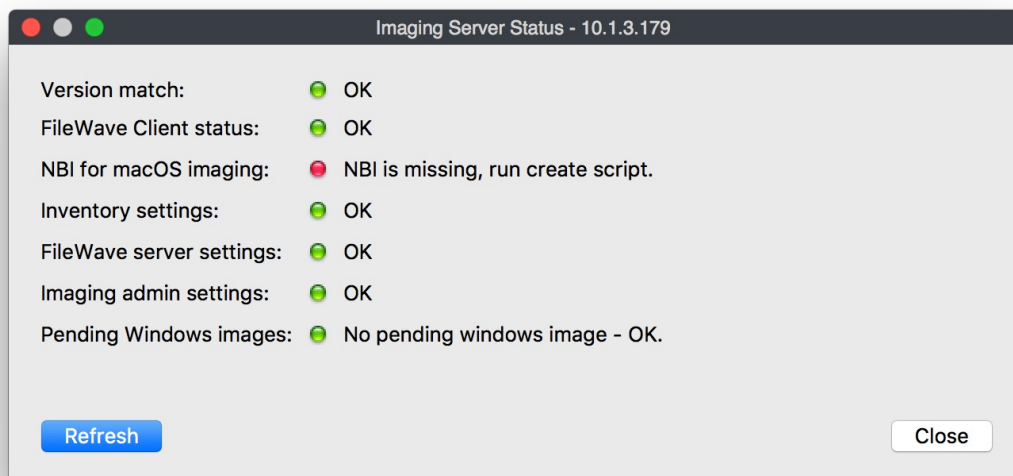 Imaging Server Status - 10.1.3.179
Version match: OK
FileWave Client status: OK
NBI for macOS imaging: NBI is missing, run create script.
Inventory settings: OK
FileWave server settings: OK
Imaging admin settings: OK
Pending Windows images: No pending windows image - OK.
Refresh Close